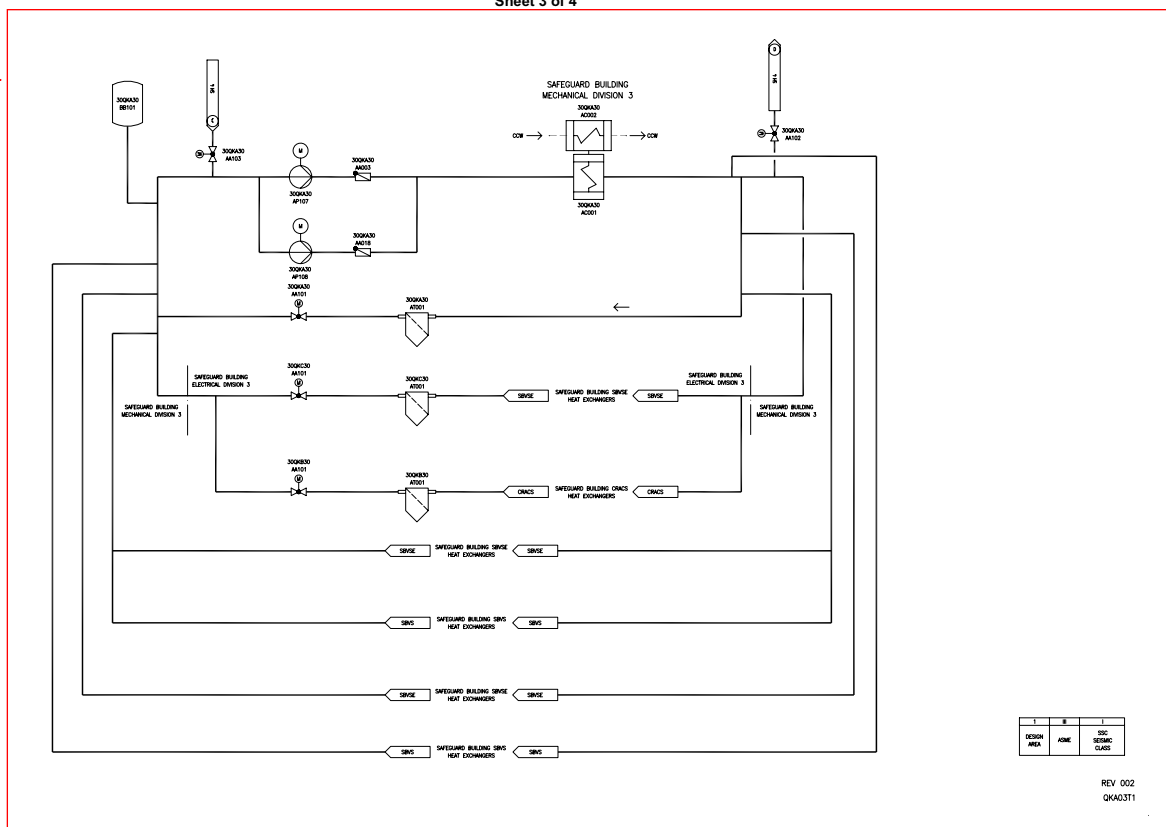 Sheet 3 of 4
SH 4
C
30QKA30
BB101
30QKA30
AA103
M
30QKA30
AP107
30QKA30
AA003
SAFEGUARD BUILDING
MECHANICAL DIVISION 3
30QKA30
AC002
CCW
CCW
30QKA30
AC001
D
SH 4
30QKA30
AA102
M
30QKA30
AP108
30QKA30
AA018
30QKA30
AA101
M
30QKA30
AT001
SAFEGUARD BUILDING
ELECTRICAL DIVISION 3
SAFEGUARD BUILDING
MECHANICAL DIVISION 3
30QKC30
AA101
M
30QKC30
AT001
SBVSE
SAFEGUARD BUILDING SBVSE
HEAT EXCHANGERS
SBVSE
SAFEGUARD BUILDING
ELECTRICAL DIVISION 3
SAFEGUARD BUILDING
MECHANICAL DIVISION 3
30QKB30
AA101
M
30QKB30
AT001
CRACS
SAFEGUARD BUILDING CRACS
HEAT EXCHANGERS
CRACS
SBVSE
SAFEGUARD BUILDING SBVSE
HEAT EXCHANGERS
SBVSE
SBVS
SAFEGUARD BUILDING SBVS
HEAT EXCHANGERS
SBVS
SBVSE
SAFEGUARD BUILDING SBVSE
HEAT EXCHANGERS
SBVSE
SBVS
SAFEGUARD BUILDING SBVS
HEAT EXCHANGERS
SBVS
1 III I
DESIGN
AREA
ASME
SSC
SEISMIC
CLASS
REV 002
QKA03T1